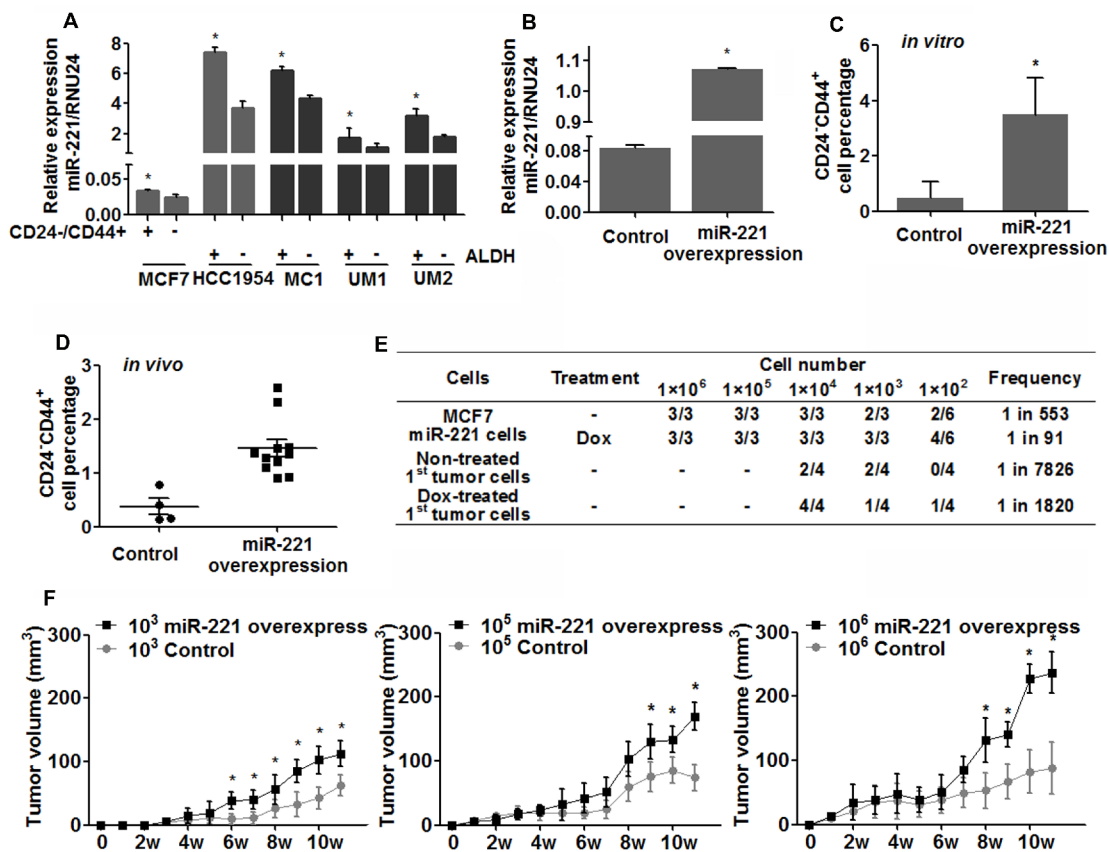 A
Relative expression
miR-221/RNU24
8
6
4
2
0.05
0.00
* * * * *
CD24-/CD44+ + -
+ - + - + - + - ALDH
MCF7 HCC1954 MC1 UM1 UM2
B
Relative expression
miR-221/RNU24
1.1
1.0
0.9
0.08
0.04
0.00
*
Control miR-221
overexpression
C
in vitro
CD24-CD44+
cell percentage
6
4
2
0
*
Control miR-221
overexpression
D
in vivo
CD24-CD44+
cell percentage
3
2
1
0
Control miR-221
overexpression
E
Cells Treatment Cell number Frequency
1×10^6 1×10^5 1×10^4 1×10^3 1×10^2
MCF7 - 3/3 3/3 3/3 2/3 2/6 1 in 553
miR-221 cells Dox 3/3 3/3 3/3 3/3 4/6 1 in 91
Non-treated
1st tumor cells - - - 2/4 2/4 0/4 1 in 7826
Dox-treated
1st tumor cells - - - 4/4 1/4 1/4 1 in 1820
F
Tumor volume (mm3)
300
200
100
0
10^3 miR-221 overexpress
10^3 Control
* * * * * *
0 2w 4w 6w 8w 10w
Tumor volume (mm3)
300
200
100
0
10^5 miR-221 overexpress
10^5 Control
* * *
0 2w 4w 6w 8w 10w
Tumor volume (mm3)
300
200
100
0
10^6 miR-221 overexpress
10^6 Control
* * * *
0 2w 4w 6w 8w 10w